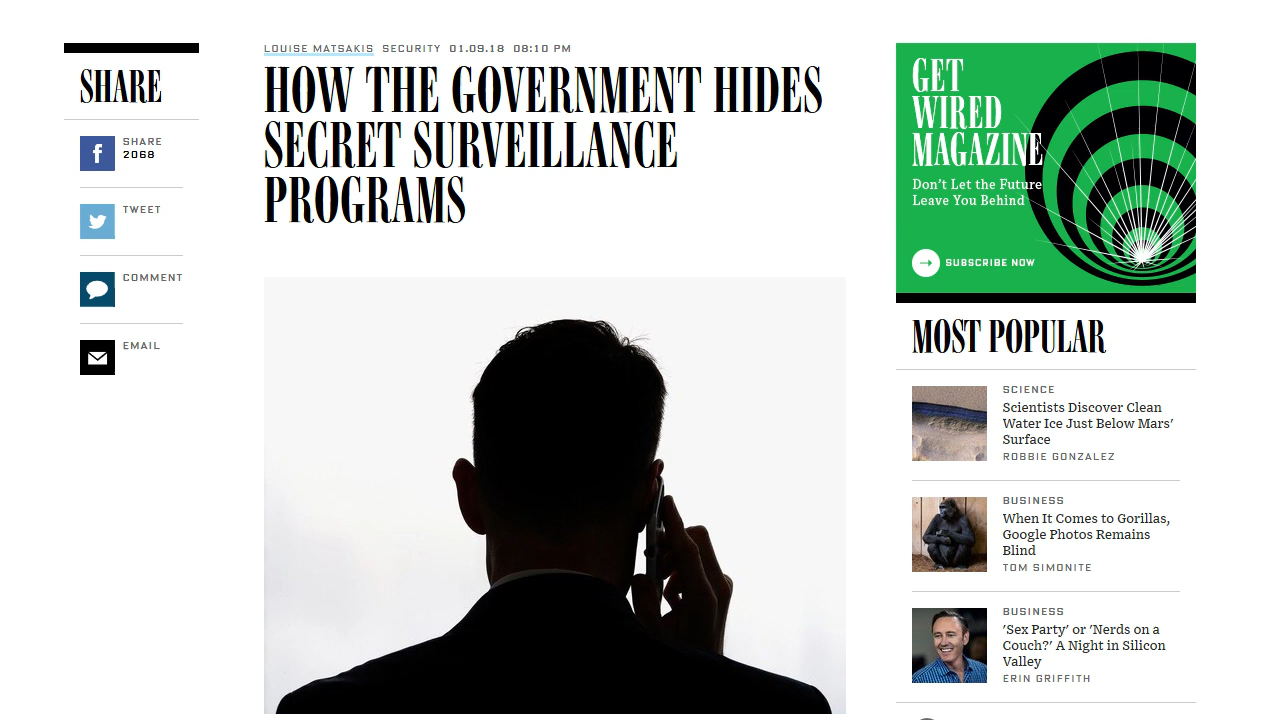 SHARE
SHARE
2068
TWEET
COMMENT
EMAIL
LOUISE MATSAKIS SECURITY 01.09.18 08:10 PM
HOW THE GOVERNMENT HIDES
SECRET SURVEILLANCE
PROGRAMS
GET
WIRED
MAGAZINE
Don't Let the Future
Leave You Behind
SUBSCRIBE NOW
MOST POPULAR
SCIENCE
Scientists Discover Clean
Water Ice Just Below Mars'
Surface
ROBBIE GONZALEZ
BUSINESS
When It Comes to Gorillas,
Google Photos Remains
Blind
TOM SIMONITE
BUSINESS
'Sex Party' or 'Nerds on a
Couch?' A Night in Silicon
Valley
ERIN GRIFFITH